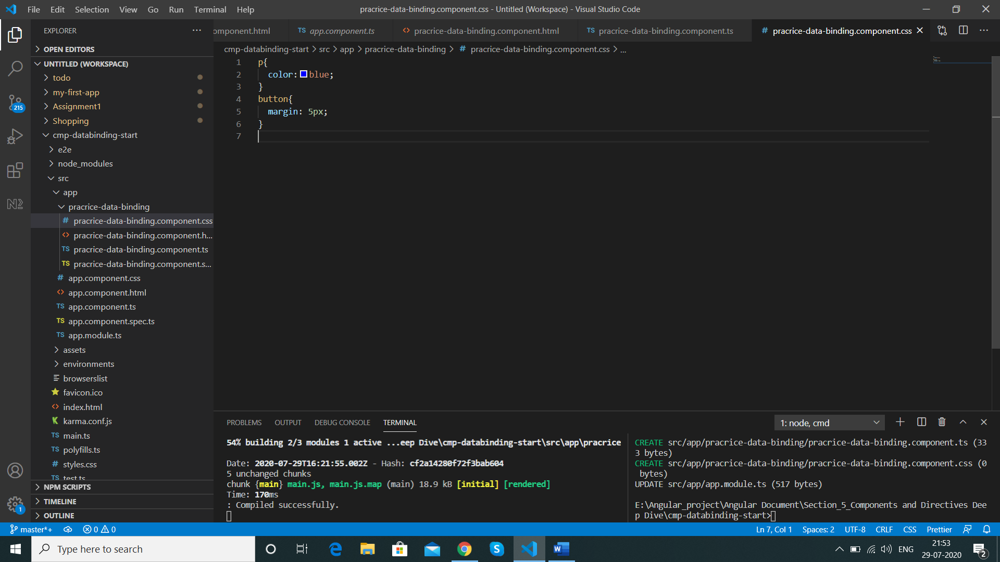 File Edit Selection View Go Run Terminal Help
pracrice-data-binding.component.css - Untitled (Workspace) - Visual Studio Code
EXPLORER
OPEN EDITORS
UNTITLED (WORKSPACE)
todo
my-first-app
Assignment1
Shopping
cmp-databinding-start
e2e
node_modules
src
app
pracrice-data-binding
# pracrice-data-binding.component.css
<> pracrice-data-binding.component.h...
TS pracrice-data-binding.component.ts
TS pracrice-data-binding.component.s...
# app.component.css
<> app.component.html
TS app.component.ts
TS app.component.spec.ts
TS app.module.ts
assets
environments
browserslist
favicon.ico
<> index.html
karma.conf.js
TS main.ts
TS polyfills.ts
# styles.css
TS test.ts
NPM SCRIPTS
TIMELINE
OUTLINE
215
1
omponent.html
TS app.component.ts
<> pracrice-data-binding.component.html
TS pracrice-data-binding.component.ts
# pracrice-data-binding.component.css
cmp-databinding-start > src > app > pracrice-data-binding > # pracrice-data-binding.component.css > ...
1 p{
2 color: blue;
3 }
4 button{
5 margin: 5px;
6 }
7
PROBLEMS OUTPUT DEBUG CONSOLE TERMINAL
1: node, cmd
54% building 2/3 modules 1 active ...eep Dive\cmp-databinding-start\src\app\pracrice
Date: 2020-07-29T16:21:55.002Z - Hash: cf2a14280f72f3bab604
5 unchanged chunks
chunk {main} main.js, main.js.map (main) 18.9 kB [initial] [rendered]
Time: 170ms
: Compiled successfully.
CREATE src/app/pracrice-data-binding/pracrice-data-binding.component.ts (33
3 bytes)
CREATE src/app/pracrice-data-binding/pracrice-data-binding.component.css (0
bytes)
UPDATE src/app/app.module.ts (517 bytes)
E:\Angular_project\Angular Document\Section_5_Components and Directives Dee
p Dive\cmp-databinding-start>
master*+ 0 0
Ln 7, Col 1 Spaces: 2 UTF-8 CRLF CSS Prettier
Type here to search
ENG
21:53
29-07-2020
2